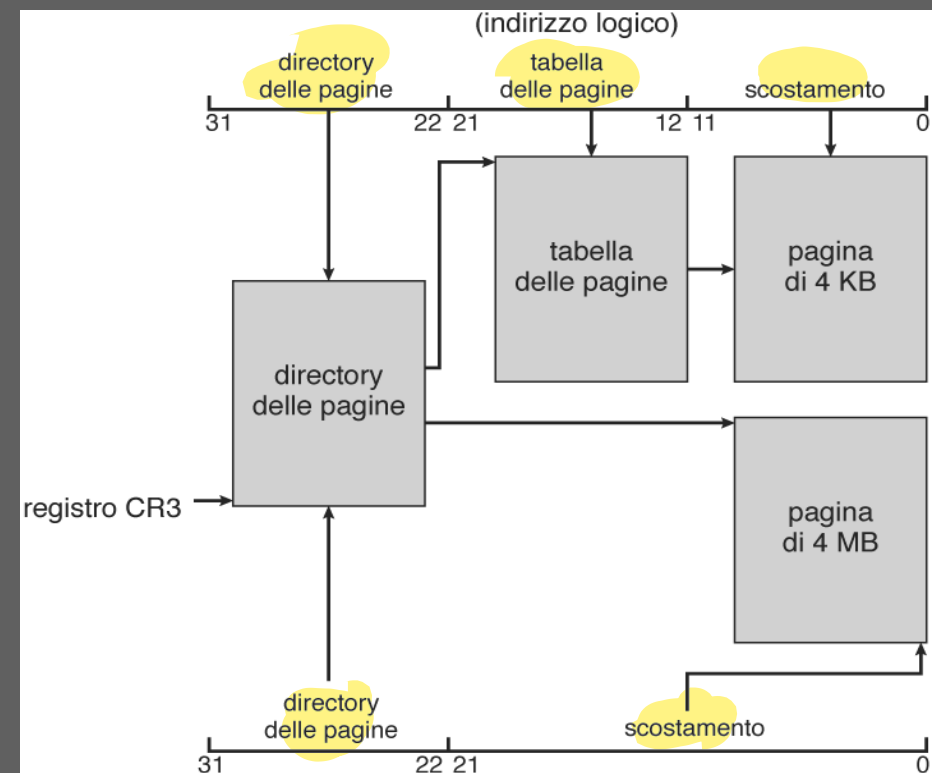 (indirizzo logico)
directory
delle pagine
tabella
delle pagine
scostamento
31
22 21
12 11
0
tabella
delle pagine
pagina
di 4 KB
directory
delle pagine
registro CR3
pagina
di 4 MB
directory
delle pagine
scostamento
31
22 21
0